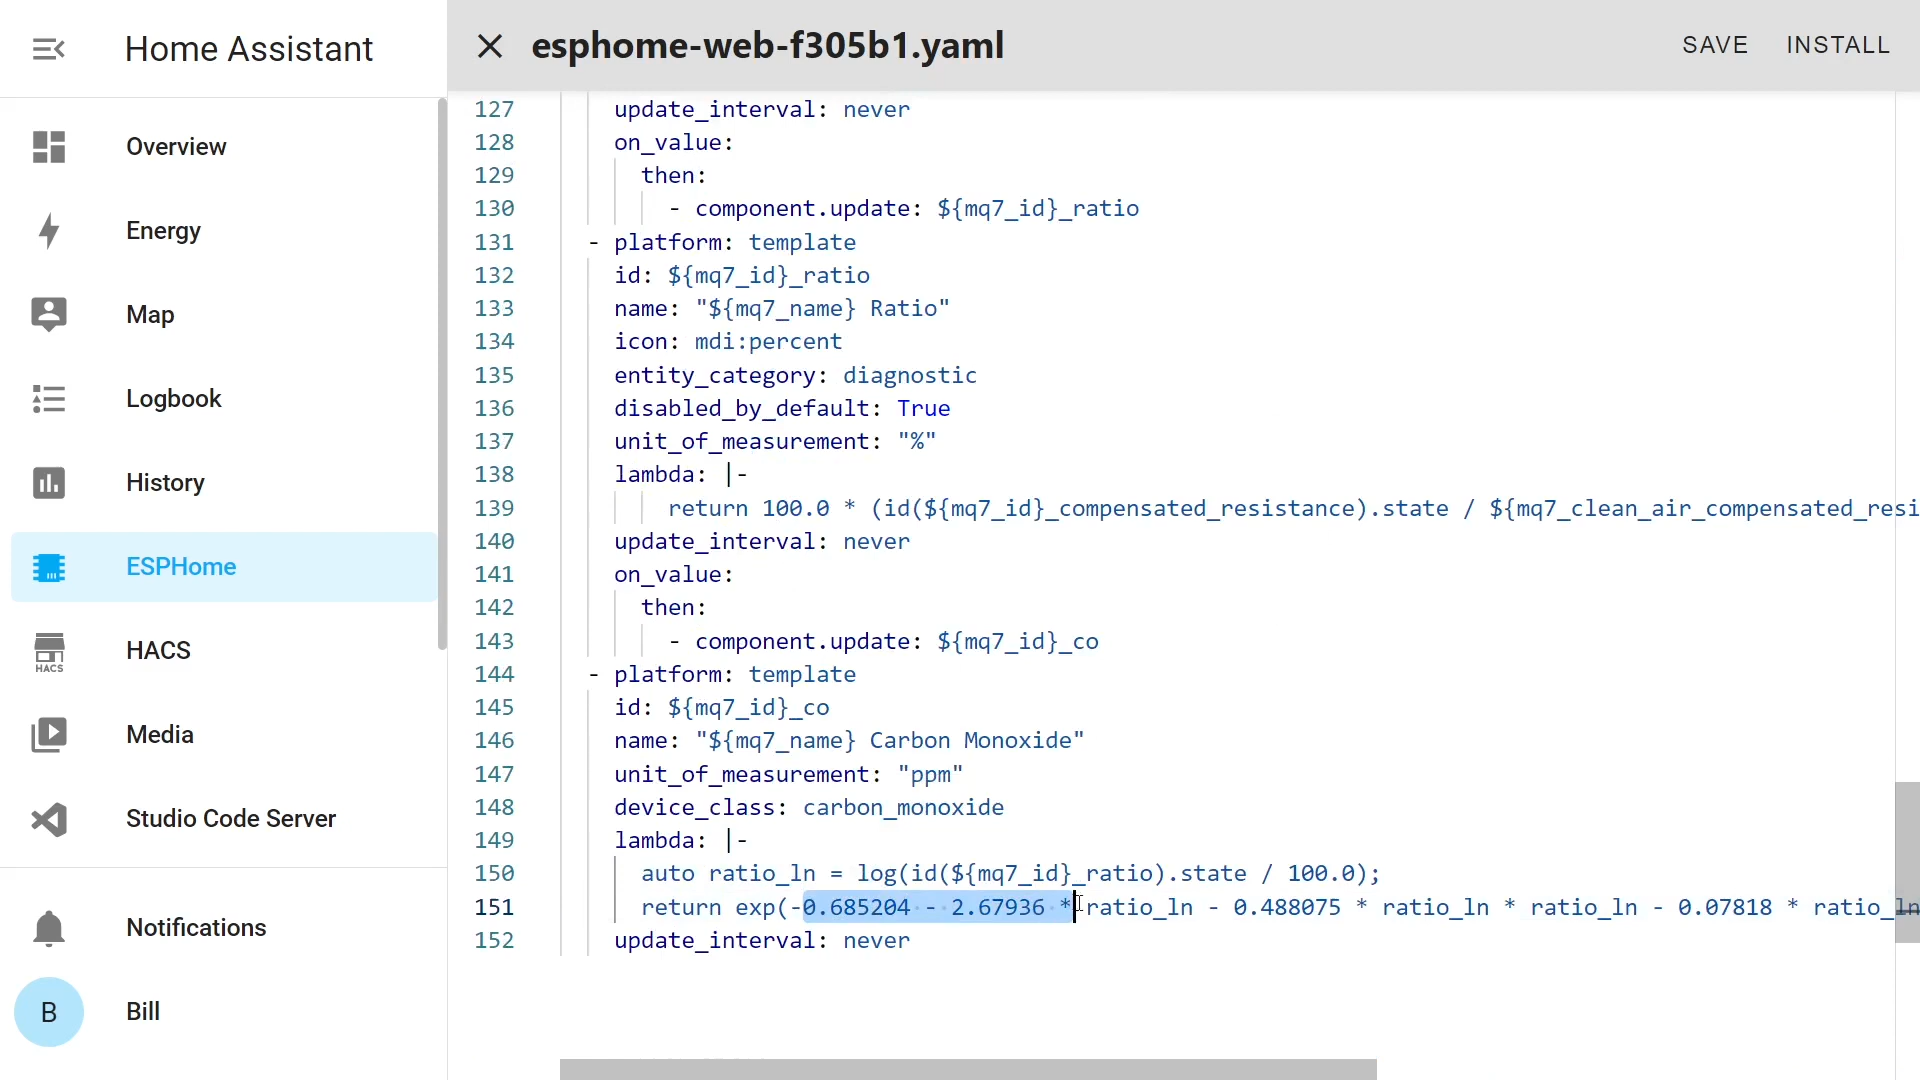 Home Assistant
Overview
Energy
Map
Logbook
History
ESPHome
HACS
HACS
Media
Studio Code Server
Notifications
B
Bill
esphome-web-f305b1.yaml
SAVE
INSTALL
127 update_interval: never
128 on_value:
129 then:
130 - component.update: ${mq7_id}_ratio
131 - platform: template
132 id: ${mq7_id}_ratio
133 name: "${mq7_name} Ratio"
134 icon: mdi:percent
135 entity_category: diagnostic
136 disabled_by_default: True
137 unit_of_measurement: "%"
138 lambda: |-
139 return 100.0 * (id(${mq7_id}_compensated_resistance).state / ${mq7_clean_air_compensated_resi
140 update_interval: never
141 on_value:
142 then:
143 - component.update: ${mq7_id}_co
144 - platform: template
145 id: ${mq7_id}_co
146 name: "${mq7_name} Carbon Monoxide"
147 unit_of_measurement: "ppm"
148 device_class: carbon_monoxide
149 lambda: |-
150 auto ratio_ln = log(id(${mq7_id}_ratio).state / 100.0);
151 return exp(-0.685204 - 2.67936 * ratio_ln - 0.488075 * ratio_ln * ratio_ln - 0.07818 * ratio_ln
152 update_interval: never